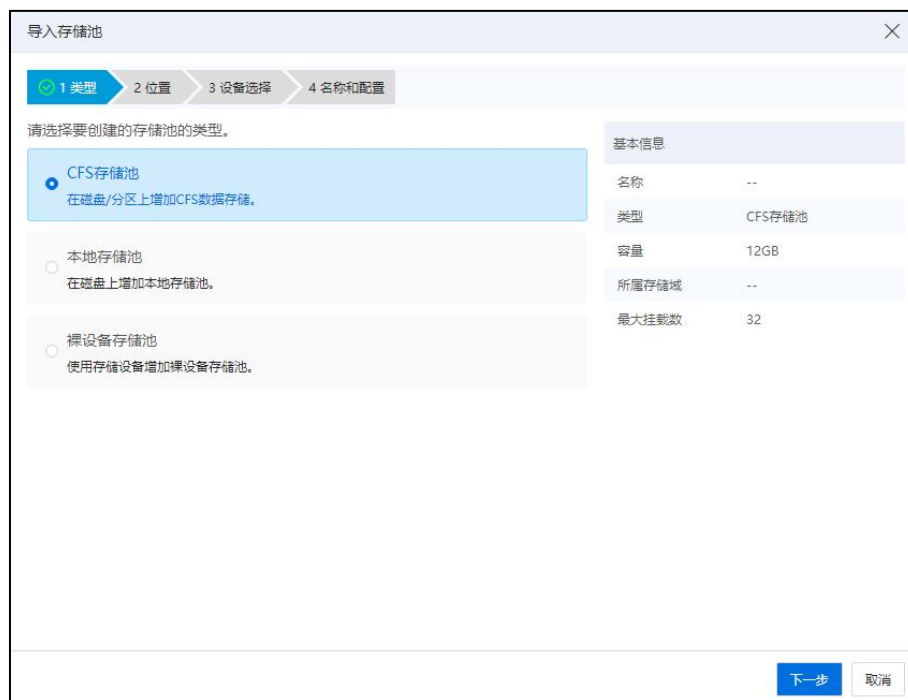 导入存储池
1 类型 2 位置 3 设备选择 4 名称和配置
请选择要创建的存储池的类型。
CFS存储池
在磁盘/分区上增加CFS数据存储。
本地存储池
在磁盘上增加本地存储池。
裸设备存储池
使用存储设备增加裸设备存储池。
基本信息
名称 --
类型 CFS存储池
容量 12GB
所属存储域 --
最大挂载数 32
下一步 取消